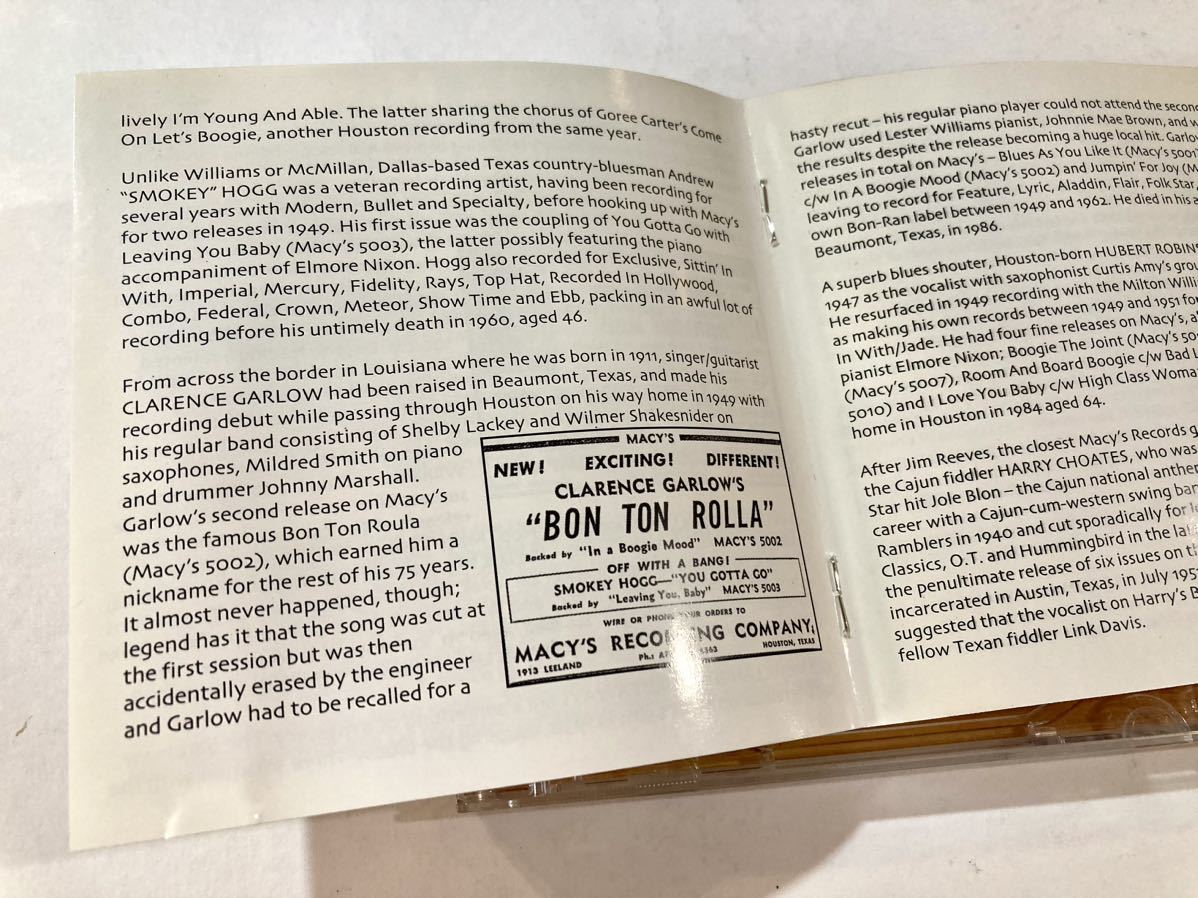 lively I'm Young And Able. The latter sharing the chorus of Goree Carter's Come
On Let's Boogie, another Houston recording from the same year.
Unlike Williams or McMillan, Dallas-based Texas country-bluesman Andrew
“SMOKEY” HOGG was a veteran recording artist, having been recording for
several years with Modern, Bullet and Specialty, before hooking up with Macy's
for two releases in 1949. His first issue was the coupling of You Gotta Go with
Leaving You Baby (Macy's 5003), the latter possibly featuring the piano
accompaniment of Elmore Nixon. Hogg also recorded for Exclusive, Sittin' In
With, Imperial, Mercury, Fidelity, Rays, Top Hat, Recorded In Hollywood,
Combo, Federal, Crown, Meteor, Show Time and Ebb, packing in an awful lot of
recording before his untimely death in 1960, aged 46.
From across the border in Louisiana where he was born in 1911, singer/guitarist
CLARENCE GARLOW had been raised in Beaumont, Texas, and made his
recording debut while passing through Houston on his way home in 1949 with
his regular band consisting of Shelby Lackey and Wilmer Shakesnider on
saxophones, Mildred Smith on piano
and drummer Johnny Marshall.
Garlow's second release on Macy's
was the famous Bon Ton Roula
(Macy's 5002), which earned him a
nickname for the rest of his 75 years.
It almost never happened, though;
legend has it that the song was cut at
the first session but was then
accidentally erased by the engineer
and Garlow had to be recalled for a
MACY'S
NEW! EXCITING! DIFFERENT!
CLARENCE GARLOW'S
"BON TON ROLLA"
Backed by "In a Boogie Mood" MACY'S 5002
OFF WITH A BANG!
SMOKEY HOGG—"YOU GOTTA GO"
Backed by "Leaving You, Baby" MACY'S 5003
WIRE OR PHONE YOUR ORDERS TO
MACY'S RECORDING COMPANY
1913 LEELAND Ph.: HOUSTON, TEXAS
hasty recut – his regular piano player could not attend the second
Garlow used Lester Williams pianist, Johnnie Mae Brown, and w
the results despite the release becoming a huge local hit. Garlow
releases in total on Macy's – Blues As You Like It (Macy's 5001
c/w In A Boogie Mood (Macy's 5002) and Jumpin' For Joy (M
leaving to record for Feature, Lyric, Aladdin, Flair, Folk Star
own Bon-Ran label between 1949 and 1962. He died in his a
Beaumont, Texas, in 1986.
A superb blues shouter, Houston-born HUBERT ROBINS
1947 as the vocalist with saxophonist Curtis Amy's grou
He resurfaced in 1949 recording with the Milton Willi
as making his own records between 1949 and 1951 for
In With/Jade. He had four fine releases on Macy's, a
pianist Elmore Nixon; Boogie The Joint (Macy's 50
(Macy's 5007), Room And Board Boogie c/w Bad L
5010) and I Love You Baby c/w High Class Woma
home in Houston in 1984 aged 64.
After Jim Reeves, the closest Macy's Records g
the Cajun fiddler HARRY CHOATES, who was
Star hit Jole Blon – the Cajun national anthe
career with a Cajun-cum-western swing ban
Ramblers in 1940 and cut sporadically for
Classics, O.T. and Hummingbird in the
the penultimate release of six issues on th
incarcerated in Austin, Texas, in July 195
suggested that the vocalist on Harry's B
fellow Texan fiddler Link Davis.